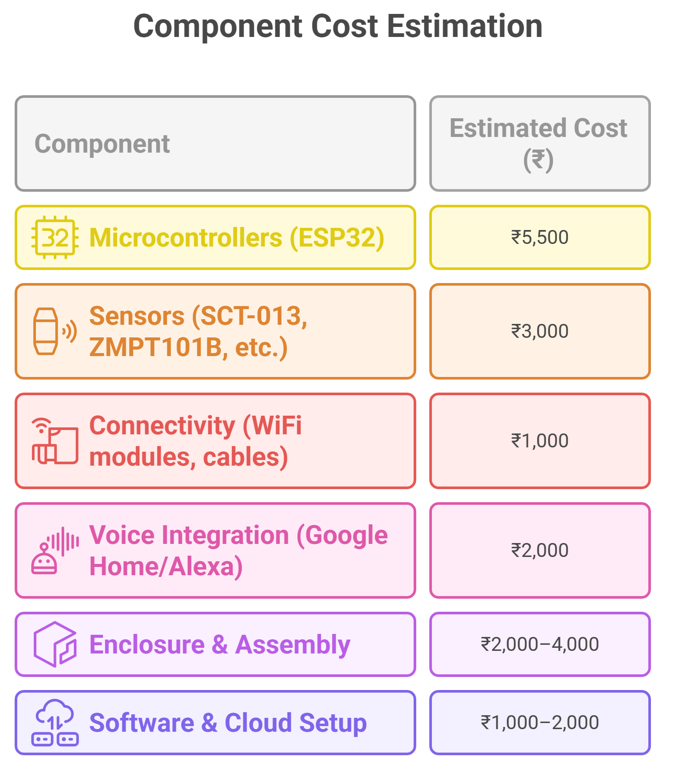 Component Cost Estimation
Component
Estimated Cost
(₹)
32
Microcontrollers (ESP32)
₹5,500
Sensors (SCT-013,
ZMPT101B, etc.)
₹3,000
Connectivity (WiFi
modules, cables)
₹1,000
Voice Integration (Google
Home/Alexa)
₹2,000
Enclosure & Assembly
₹2,000–4,000
Software & Cloud Setup
₹1,000–2,000